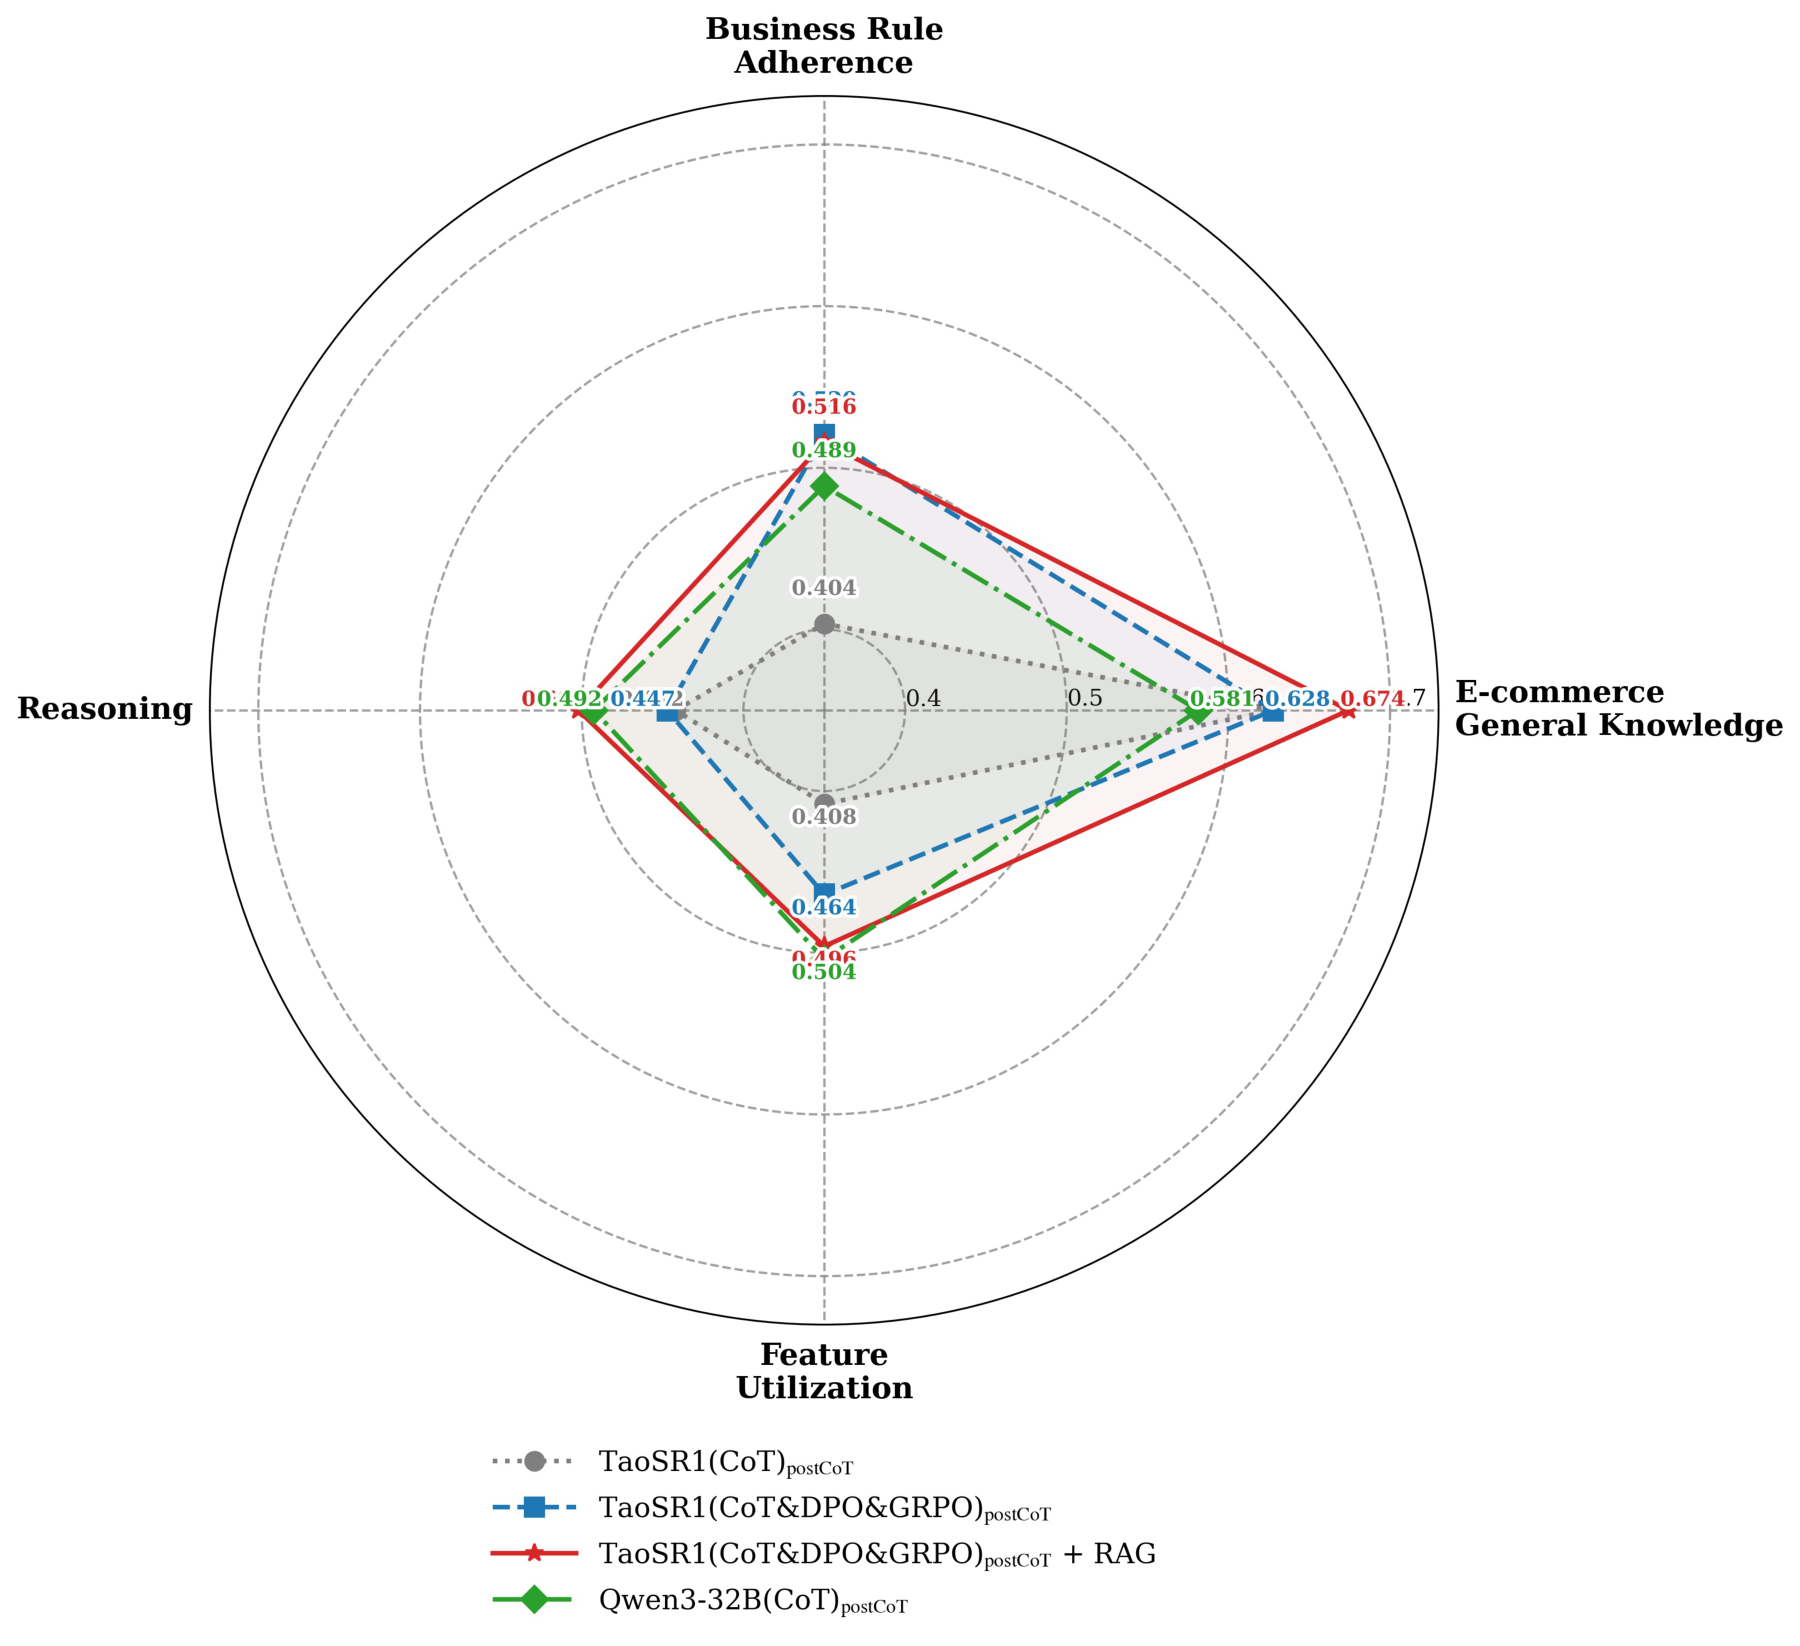 Business Rule
Adherence
0.516
0.489
0.404
Reasoning
0.492
0.447
0.4
0.5
0.581
0.628
0.674
E-commerce
General Knowledge
0.408
0.464
0.496
0.504
Feature
Utilization
TaoSR1(CoT)postCoT
TaoSR1(CoT&DPO&GRPO)postCoT
TaoSR1(CoT&DPO&GRPO)postCoT + RAG
Qwen3-32B(CoT)postCoT